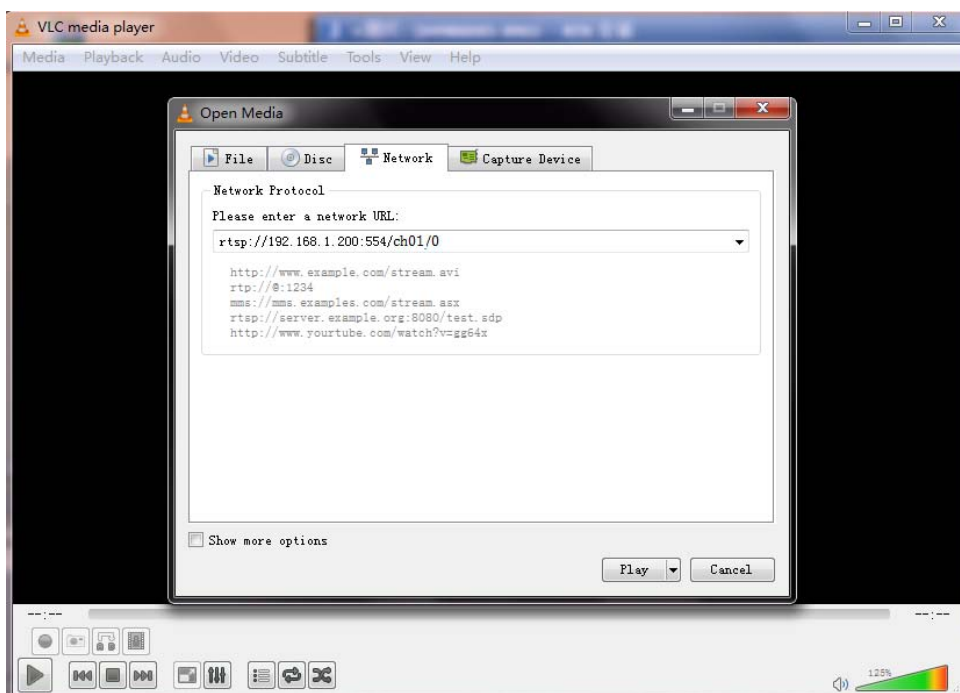 VLC media player
Media Playback Audio Video Subtitle Tools View Help
Open Media
File Disc Network Capture Device
Network Protocol
Please enter a network URL:
rtsp://192.168.1.200:554/ch01/0
http://www.example.com/stream.avi
rtp://@:1234
mms://mms.examples.com/stream.asx
rtsp://server.example.org:8080/test.sdp
http://www.yourtube.com/watch?v=gg64x
Show more options
Play Cancel
--:-- --:--
125%